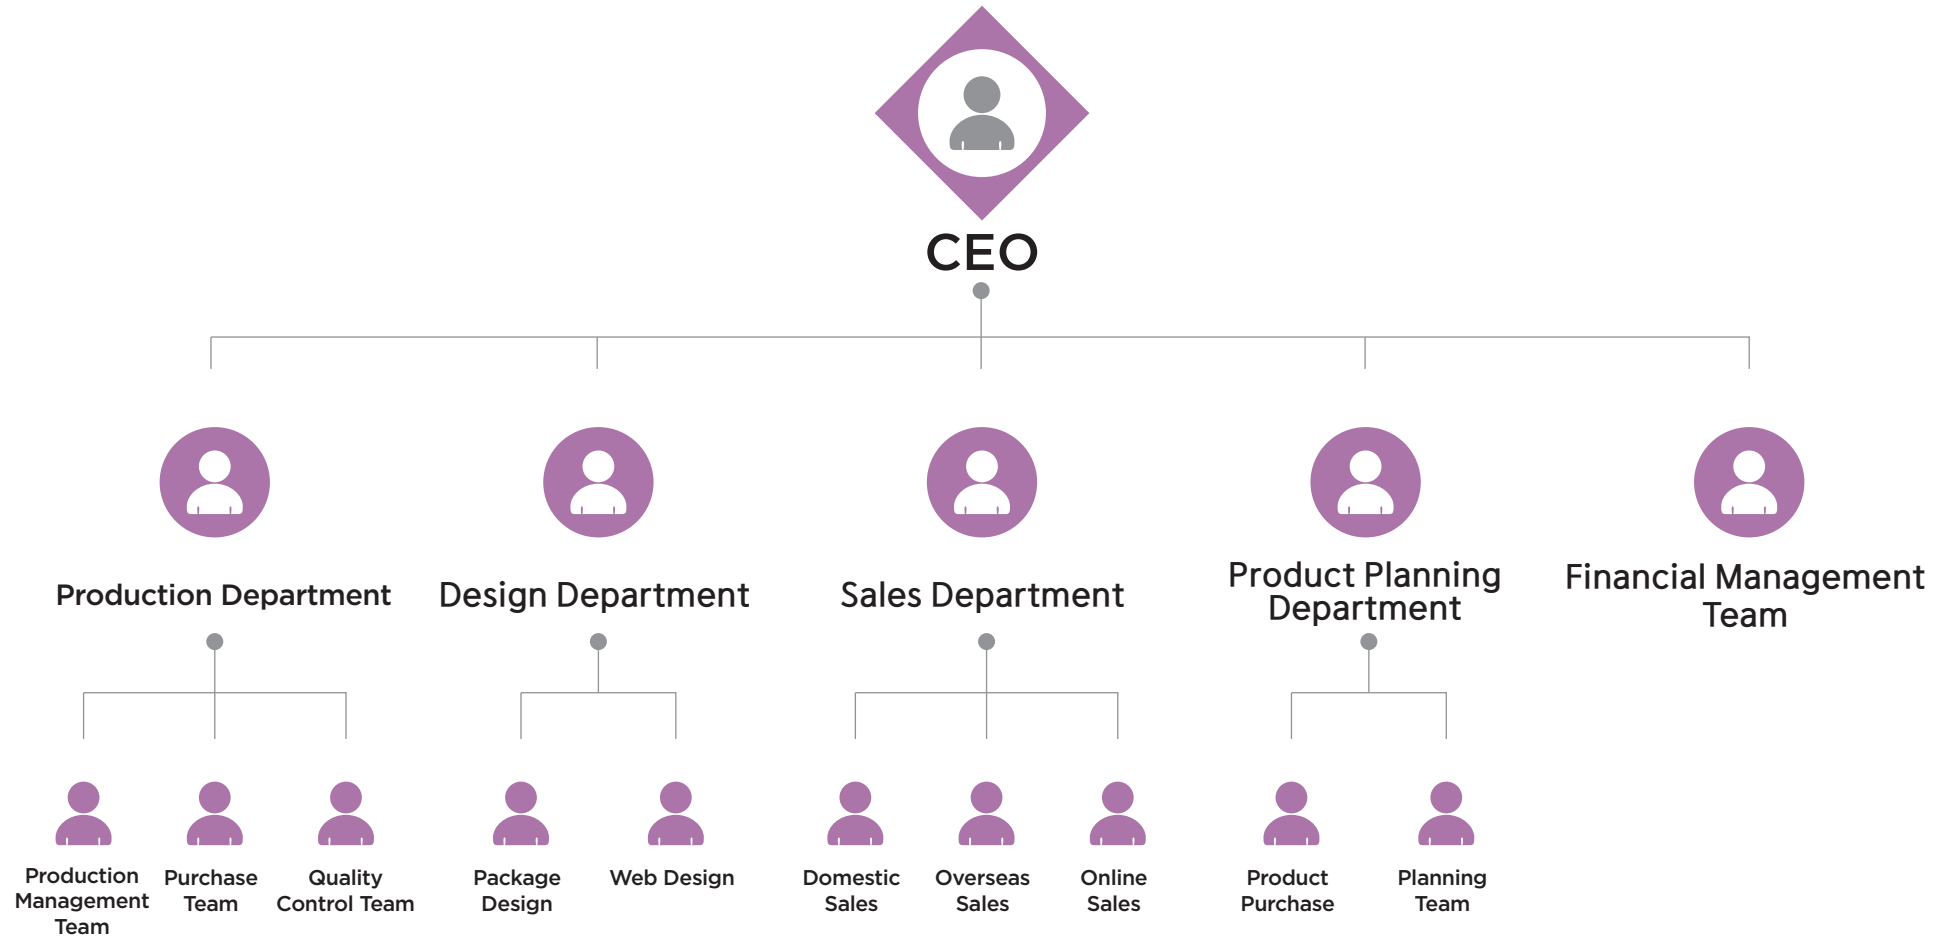 CEO
Production Department
Design Department
Sales Department
Product Planning
Department
Financial Management
Team
Production
Management
Team
Purchase
Team
Quality
Control Team
Package
Design
Web Design
Domestic
Sales
Overseas
Sales
Online
Sales
Product
Purchase
Planning
Team